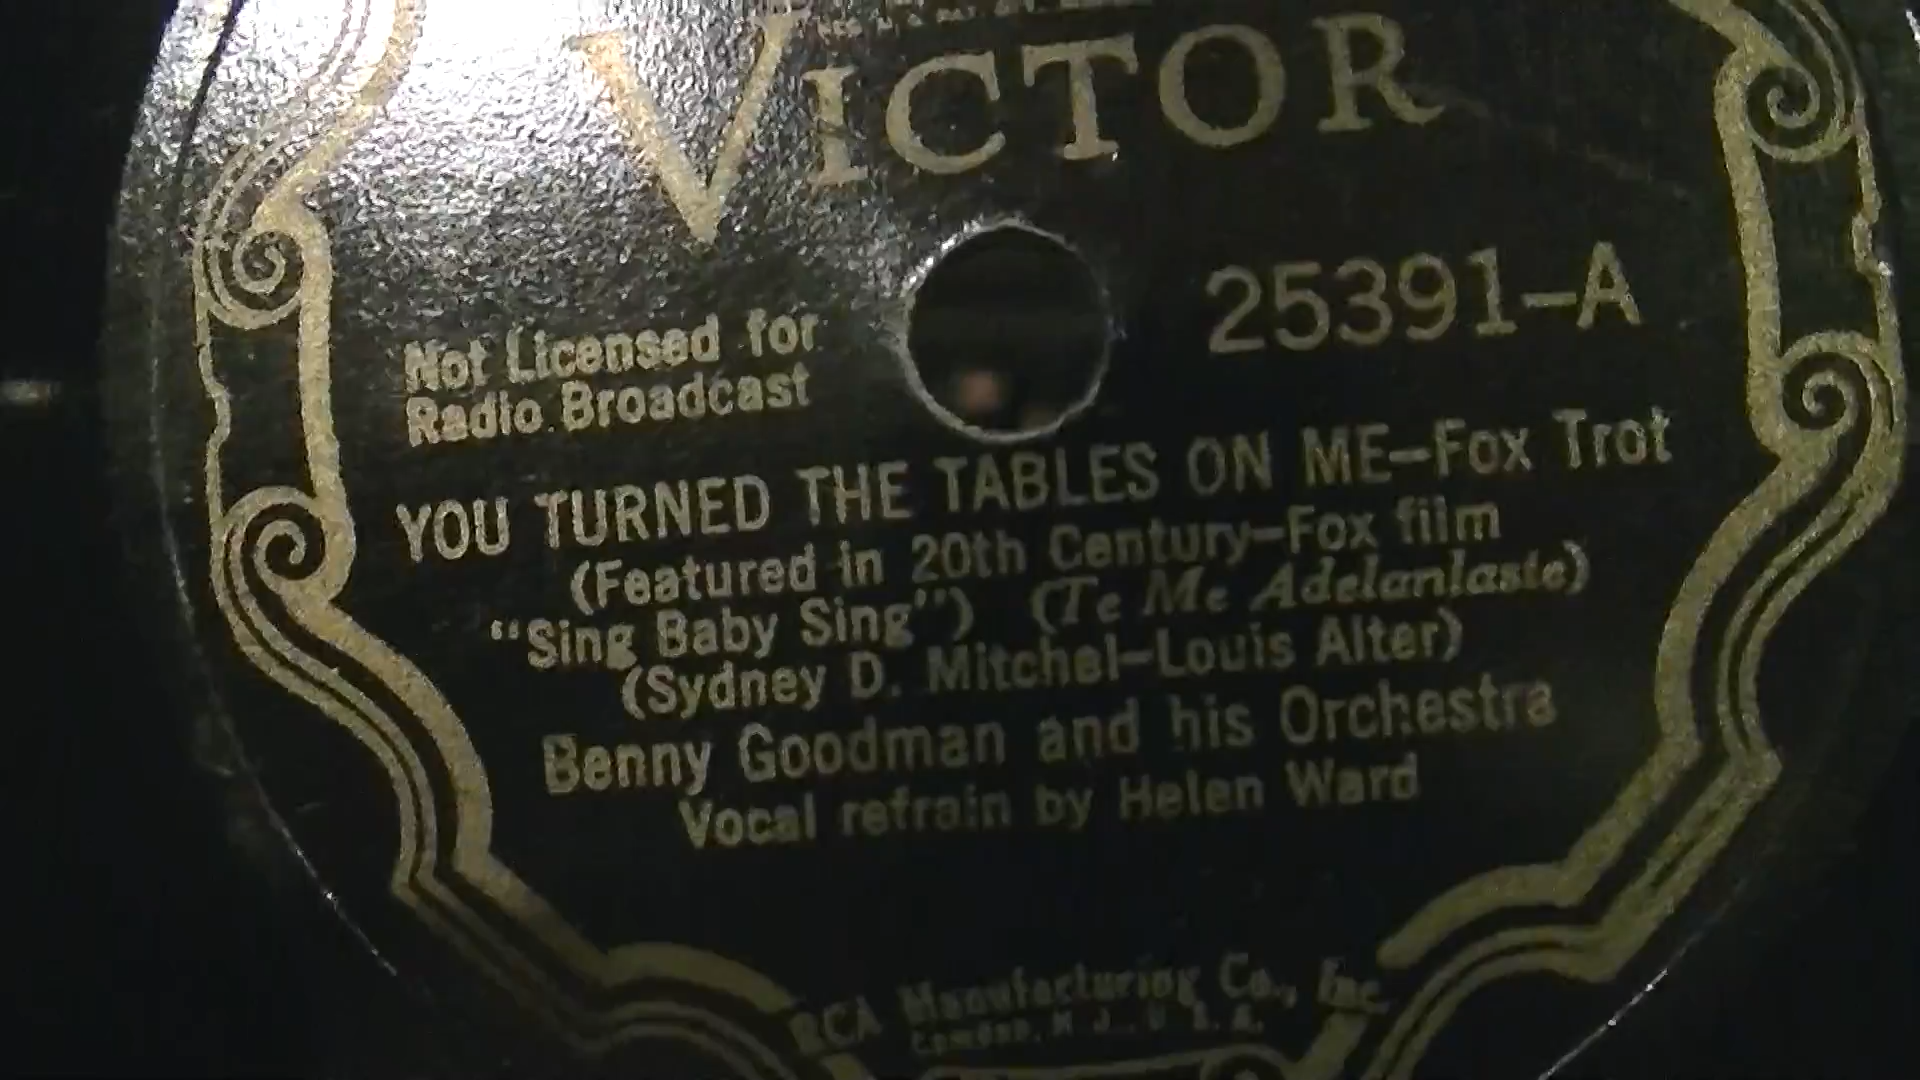 VICTOR
25391-A
Not Licensed for
Radio Broadcast
YOU TURNED THE TABLES ON ME-Fox Trot
(Featured in 20th Century-Fox film
"Sing Baby Sing") (Te Me Adelantaste)
(Sydney D. Mitchel-Louis Alter)
Benny Goodman and his Orchestra
Vocal refrain by Helen Ward
RCA Manufacturing Co., Inc.
Camden, N. J., U. S. A.